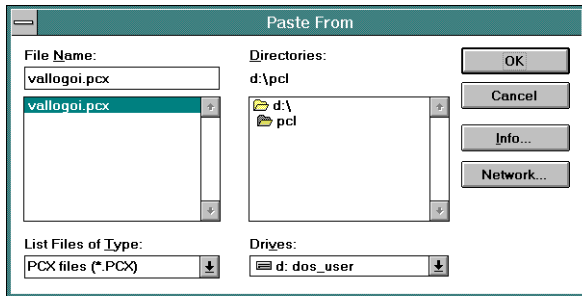 Paste From
File Name:
vallogoi.pcx
vallogoi.pcx
List Files of Type:
PCX files (*.PCX)
Directories:
d:\pcl
d:\
pcl
Drives:
d: dos_user
OK
Cancel
Info...
Network...